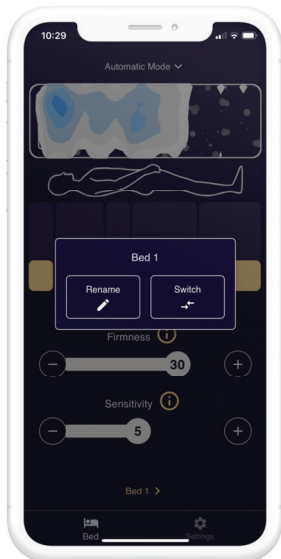 10:29
Automatic Mode
Bed 1
Rename Switch
Firmness i
30
Sensitivity i
5
Bed 1 >
Bed Settings